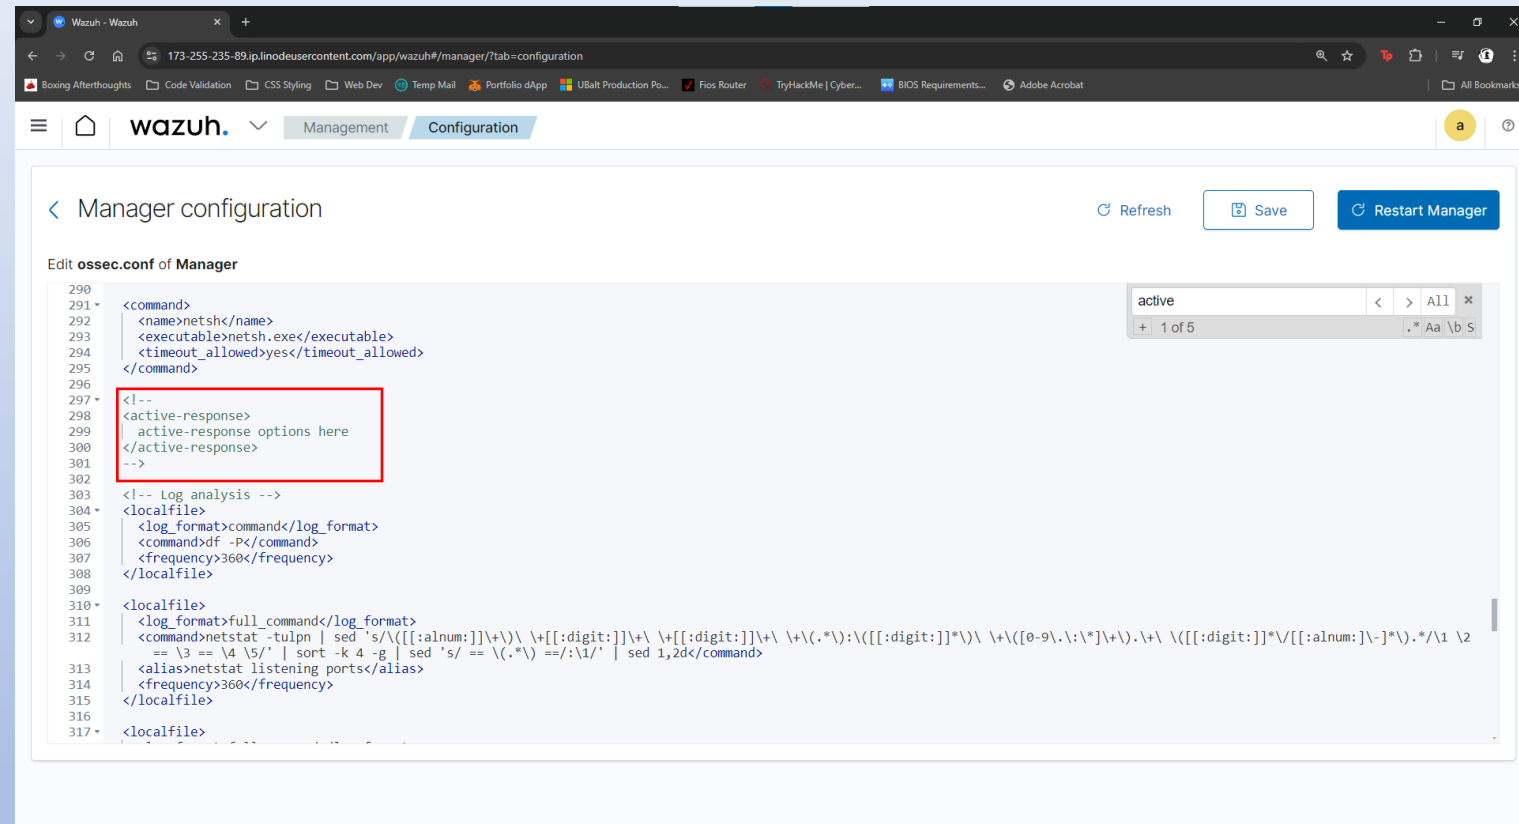 Wazuh - Wazuh
173-255-235-89.ip.linodeusercontent.com/app/wazuh#/manager/?tab=configuration
Boxing Afterthoughts Code Validation CSS Styling Web Dev Temp Mail Portfolio dApp UBalt Production Po... Fios Router TryHackMe | Cyber... BIOS Requirements... Adobe Acrobat All Bookmarks
wazuh. Management Configuration a
Manager configuration Refresh Save Restart Manager
Edit ossec.conf of Manager
active All
+ 1 of 5 .* Aa \b S
290
291 <command>
292 <name>netsh</name>
293 <executable>netsh.exe</executable>
294 <timeout_allowed>yes</timeout_allowed>
295 </command>
296
297 <!--
298 <active-response>
299 active-response options here
300 </active-response>
301 -->
302
303 <!-- Log analysis -->
304 <localfile>
305 <log_format>command</log_format>
306 <command>df -P</command>
307 <frequency>360</frequency>
308 </localfile>
309
310 <localfile>
311 <log_format>full_command</log_format>
312 <command>netstat -tulpn | sed 's/\([[:alnum:]]\+\)\ \+[[:digit:]]\+\ \+[[:digit:]]\+\ \+\(.*\):\([[:digit:]]*\)\ \+\([0-9\.\:\*]\+\).\+\ \([[:digit:]]*\/[[:alnum:]\-]*\).*/\1 \2
== \3 == \4 \5/' | sort -k 4 -g | sed 's/ == \(.*\) ==/:\1/' | sed 1,2d</command>
313 <alias>netstat listening ports</alias>
314 <frequency>360</frequency>
315 </localfile>
316
317 <localfile>